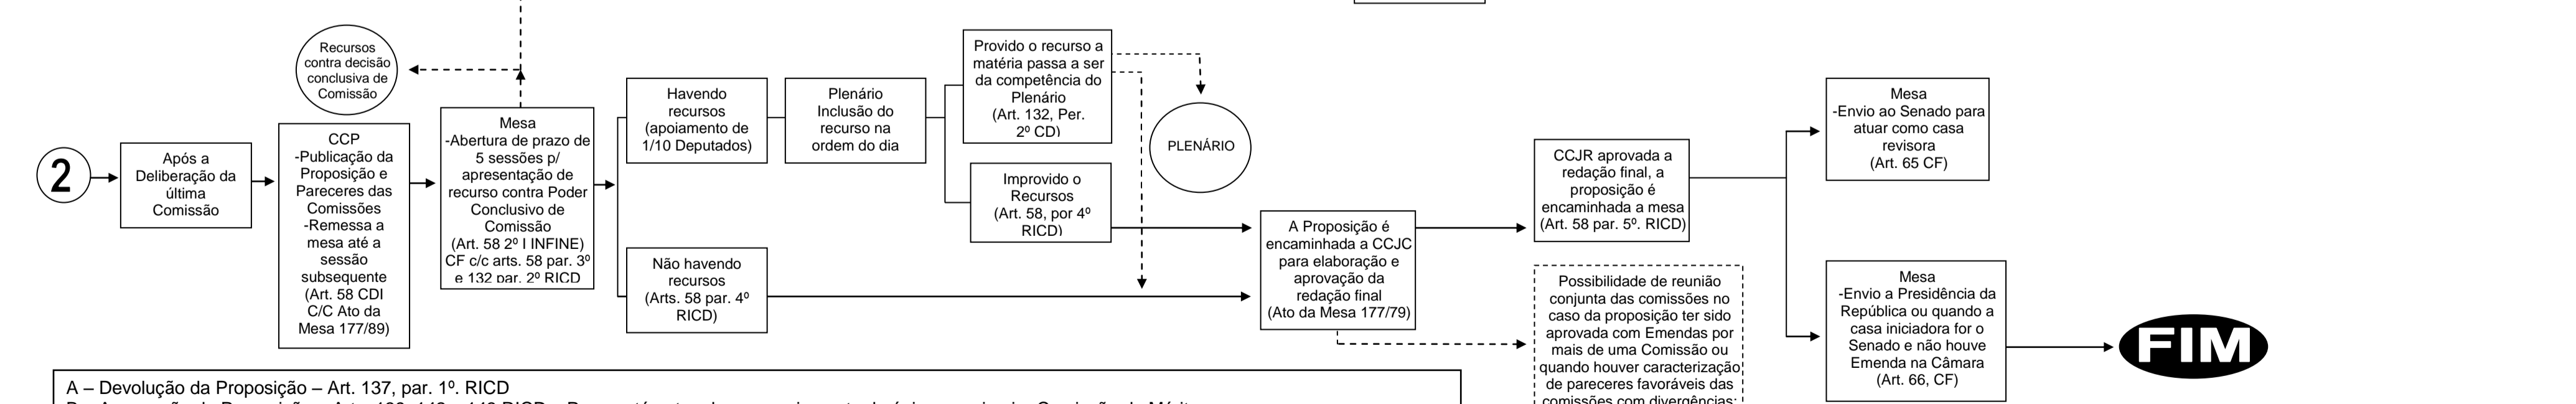 Recursos
contra decisão
conclusiva de
Comissão
2
Após a
Deliberação da
última
Comissão
CCP
-Publicação da
Proposição e
Pareceres das
Comissões
-Remessa a
mesa até a
sessão
subsequente
(Art. 58 CDI
C/C Ato da
Mesa 177/89)
Mesa
-Abertura de prazo de
5 sessões p/
apresentação de
recurso contra Poder
Conclusivo de
Comissão
(Art. 58 2º I INFINE)
CF c/c arts. 58 par. 3º
e 132 par. 2º RICD
Havendo
recursos
(apoiamento de
1/10 Deputados)
Plenário
Inclusão do
recurso na
ordem do dia
Não havendo
recursos
(Arts. 58 par. 4º
RICD)
Provido o recurso a
matéria passa a ser
da competência do
Plenário
(Art. 132, Per.
2º CD)
Improvido o
Recursos
(Art. 58, por 4º
RICD)
PLENÁRIO
A Proposição é
encaminhada a CCJC
para elaboração e
aprovação da
redação final
(Ato da Mesa 177/79)
CCJR aprovada a
redação final, a
proposição é
encaminhada a mesa
(Art. 58 par. 5º. RICD)
Possibilidade de reunião
conjunta das comissões no
caso da proposição ter sido
aprovada com Emendas por
mais de uma Comissão ou
quando houver caracterização
de pareceres favoráveis das
comissões com divergências;
Mesa
-Envio ao Senado para
atuar como casa
revisora
(Art. 65 CF)
Mesa
-Envio a Presidência da
República ou quando a
casa iniciadora for o
Senado e não houve
Emenda na Câmara
(Art. 66, CF)
FIM
A – Devolução da Proposição – Art. 137, par. 1º. RICD